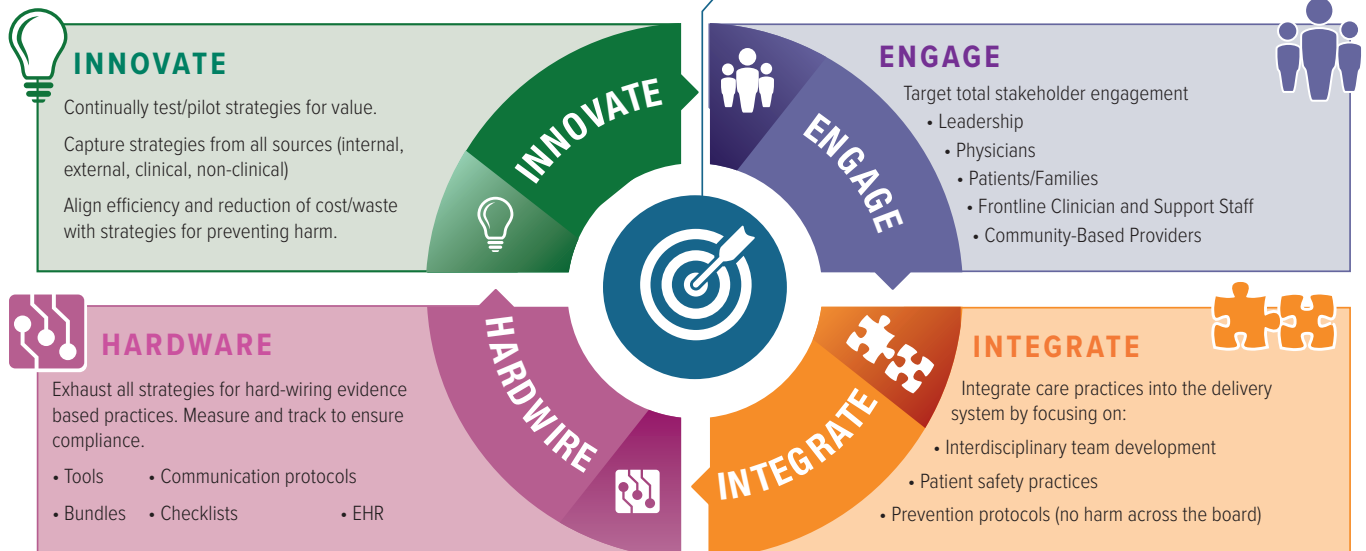 INNOVATE
Continually test/pilot strategies for value.
Capture strategies from all sources (internal,
external, clinical, non-clinical)
Align efficiency and reduction of cost/waste
with strategies for preventing harm.
INNOVATE
ENGAGE
ENGAGE
Target total stakeholder engagement
• Leadership
• Physicians
• Patients/Families
• Frontline Clinician and Support Staff
• Community-Based Providers
HARDWARE
Exhaust all strategies for hard-wiring evidence
based practices. Measure and track to ensure
compliance.
• Tools • Communication protocols
• Bundles • Checklists • EHR
HARDWIRE
INTEGRATE
INTEGRATE
Integrate care practices into the delivery
system by focusing on:
• Interdisciplinary team development
• Patient safety practices
• Prevention protocols (no harm across the board)